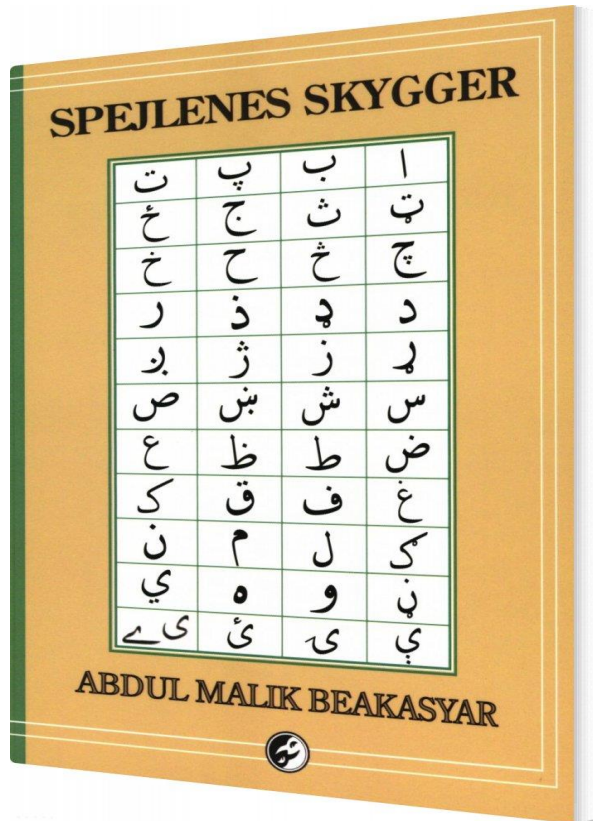 SPEJLENES SKYGGER
ا ب پ ت
ټ ث ج ځ
چ څ ح خ
د ډ ذ ر
ړ ز ژ ږ
س ش ښ ص
ض ط ظ ع
غ ف ق ک
ګ ل م ن
ڼ و ه ي
ې ۍ ئ ی ے
ABDUL MALIK BEAKASYAR